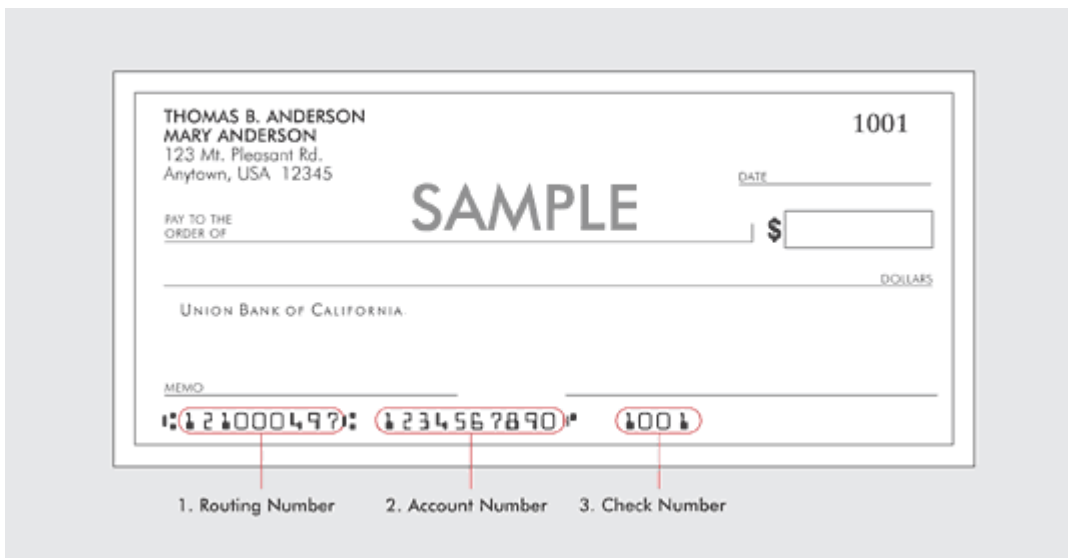 THOMAS B. ANDERSON
MARY ANDERSON
123 Mt. Pleasant Rd.
Anytown, USA 12345
1001
DATE
SAMPLE
PAY TO THE
ORDER OF
$
DOLLARS
UNION BANK OF CALIFORNIA
MEMO
⑆121000497⑆ 1234567890⑈ 1001
1. Routing Number 2. Account Number 3. Check Number